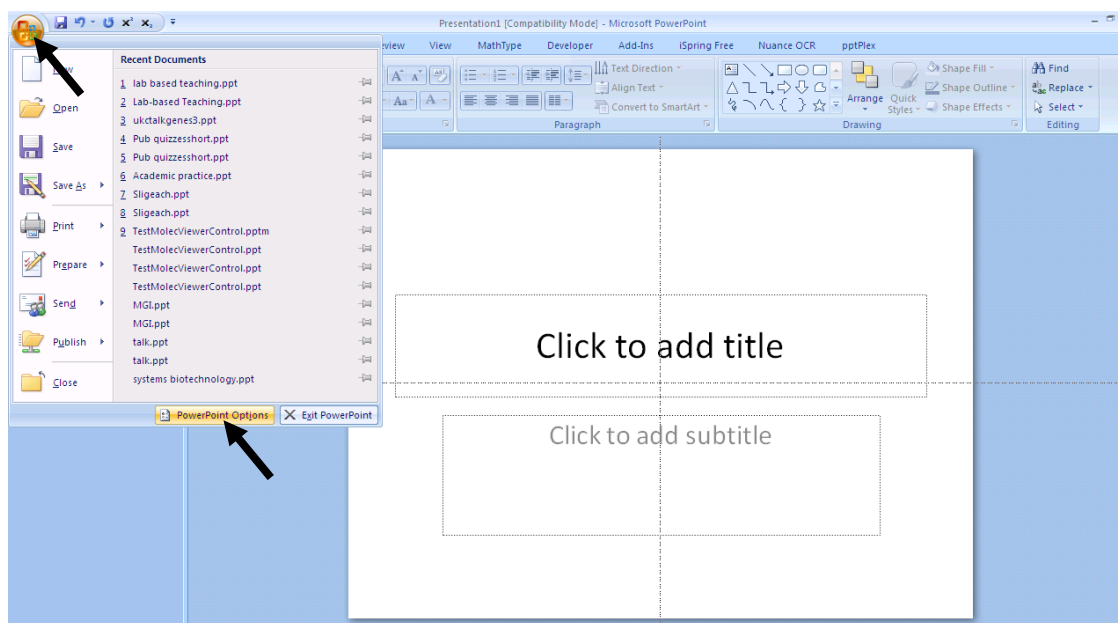 x² x₂ Presentation1 [Compatibility Mode] - Microsoft PowerPoint
View MathType Developer Add-Ins iSpring Free Nuance OCR pptPlex
A A Text Direction Shape Fill Find
Align Text Arrange Quick Styles Shape Outline Replace
Aa A Convert to SmartArt Shape Effects Select
Paragraph Drawing Editing
Recent Documents
Open
Save
Save As
Print
Prepare
Send
Publish
Close
1 lab based teaching.ppt
2 Lab-based Teaching.ppt
3 ukctalkgenes3.ppt
4 Pub quizzesshort.ppt
5 Pub quizzesshort.ppt
6 Academic practice.ppt
7 Sligeach.ppt
8 Sligeach.ppt
9 TestMolecViewerControl.pptm
TestMolecViewerControl.ppt
TestMolecViewerControl.ppt
TestMolecViewerControl.ppt
MGI.ppt
MGI.ppt
talk.ppt
talk.ppt
systems biotechnology.ppt
PowerPoint Options Exit PowerPoint
Click to add title
Click to add subtitle